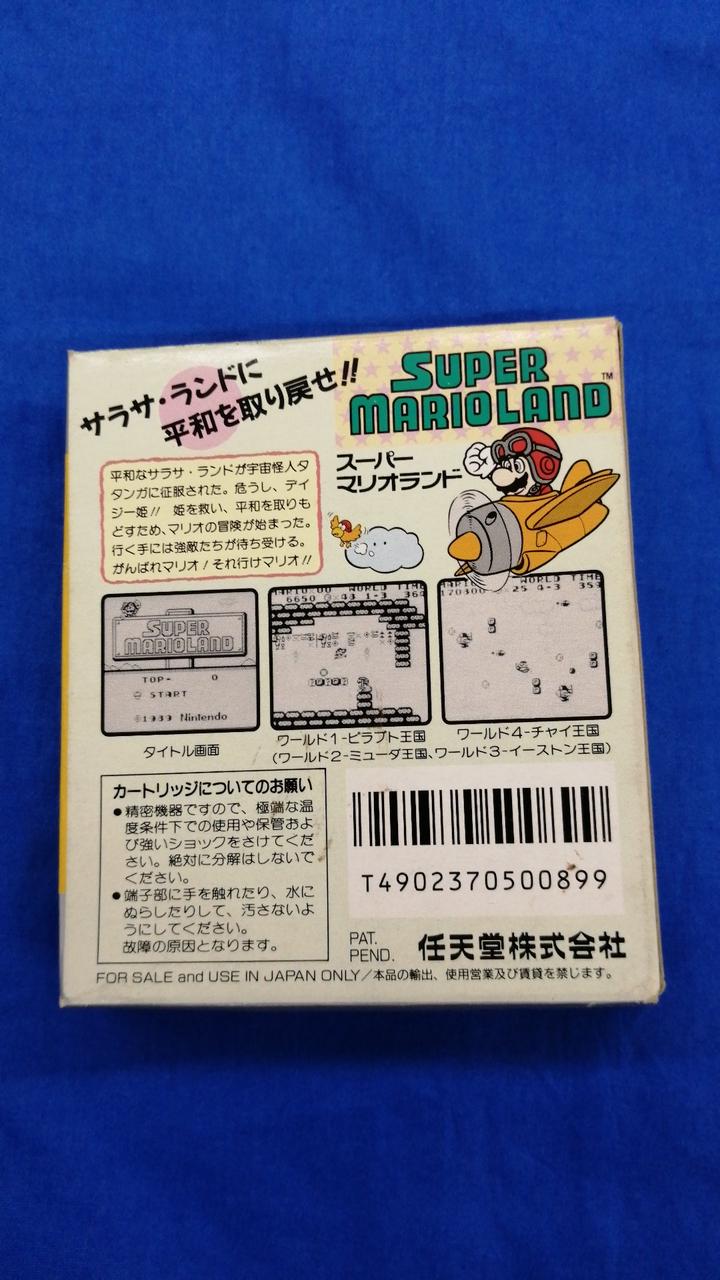 サラサ・ランドに
平和を取り戻せ!!
SUPER
MARIOLAND™
スーパー
マリオランド
平和なサラサ・ランドが宇宙怪人タ
タンガに征服された。危うし、デイ
ジー姫!! 姫を救い、平和を取りも
どすため、マリオの冒険が始まった。
行く手には強敵たちが待ち受ける。
がんばれマリオ!それ行けマリオ!!
SUPER
MARIOLAND
TOP- 0
START
©1989 Nintendo
WORLD TIME
6650 ×43 1-3
WORLD TIME
170300 ×25 4-3 353
タイトル画面
ワールド1-ピラプト王国
ワールド4-チャイ王国
(ワールド2-ミューダ王国、ワールド3-イーストン王国)
カートリッジについてのお願い
●精密機器ですので、極端な温
度条件下での使用や保管およ
び強いショックをさけてくだ
さい。絶対に分解はしないで
ください。
●端子部に手を触れたり、水に
ぬらしたりして、汚さないよ
うにしてください。
故障の原因となります。
T4902370500899
PAT.
PEND.
任天堂株式会社
FOR SALE and USE IN JAPAN ONLY/本品の輸出、使用営業及び賃貸を禁じます。